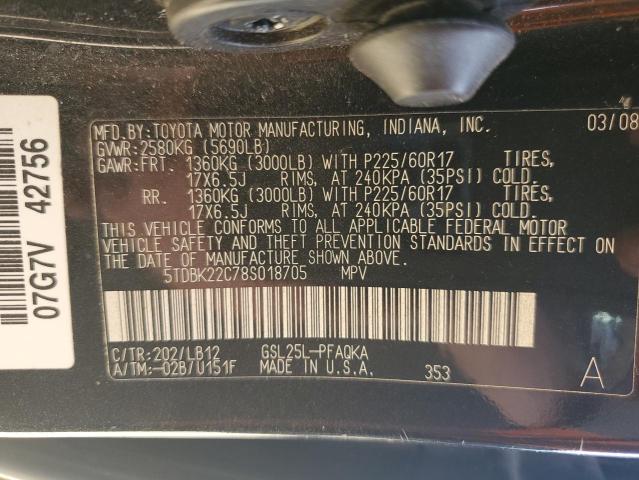 MFD.BY:TOYOTA MOTOR MANUFACTURING, INDIANA, INC. 03/08
GVWR:2580KG (5690LB)
GAWR:FRT. 1360KG (3000LB) WITH P225/60R17 TIRES,
17X6.5J RIMS, AT 240KPA (35PSI) COLD.
RR. 1360KG (3000LB) WITH P225/60R17 TIRES,
17X6.5J RIMS, AT 240KPA (35PSI) COLD.
THIS VEHICLE CONFORMS TO ALL APPLICABLE FEDERAL MOTOR
VEHICLE SAFETY AND THEFT PREVENTION STANDARDS IN EFFECT ON
THE DATE OF MANUFACTURE SHOWN ABOVE.
5TDBK22C78S018705 MPV
C/TR:202/LB12 GSL25L-PFAQKA
A/TM:-02B/U151F MADE IN U.S.A. 353 A
07G7V 42756